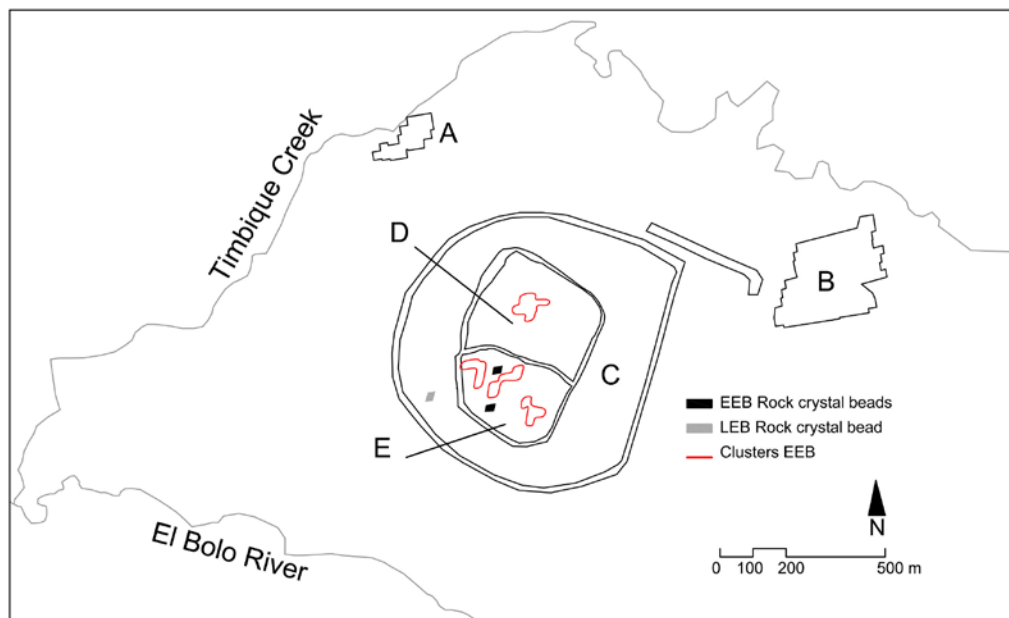 A
Timbique Creek
D
B
C
EEB Rock crystal beads
LEB Rock crystal bead
Clusters EEB
E
N
El Bolo River
0 100 200 500 m